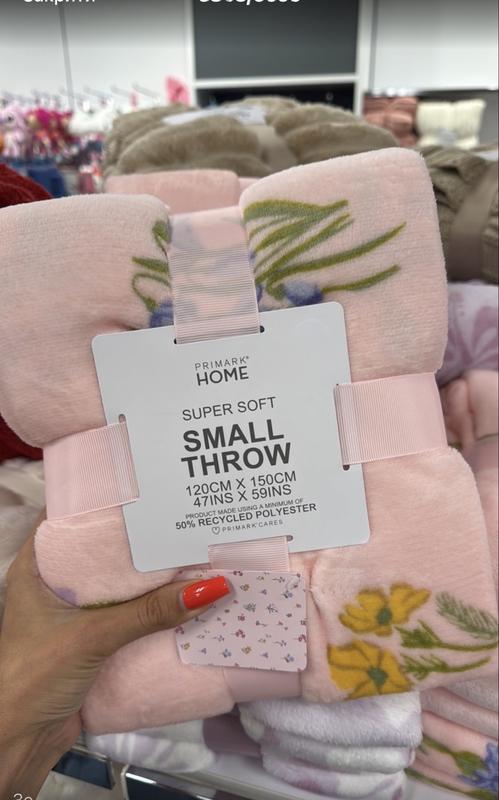 PRIMARK®
HOME
SUPER SOFT
SMALL
THROW
120CM X 150CM
47INS X 59INS
PRODUCT MADE USING A MINIMUM OF
50% RECYCLED POLYESTER
PRIMARK CARES